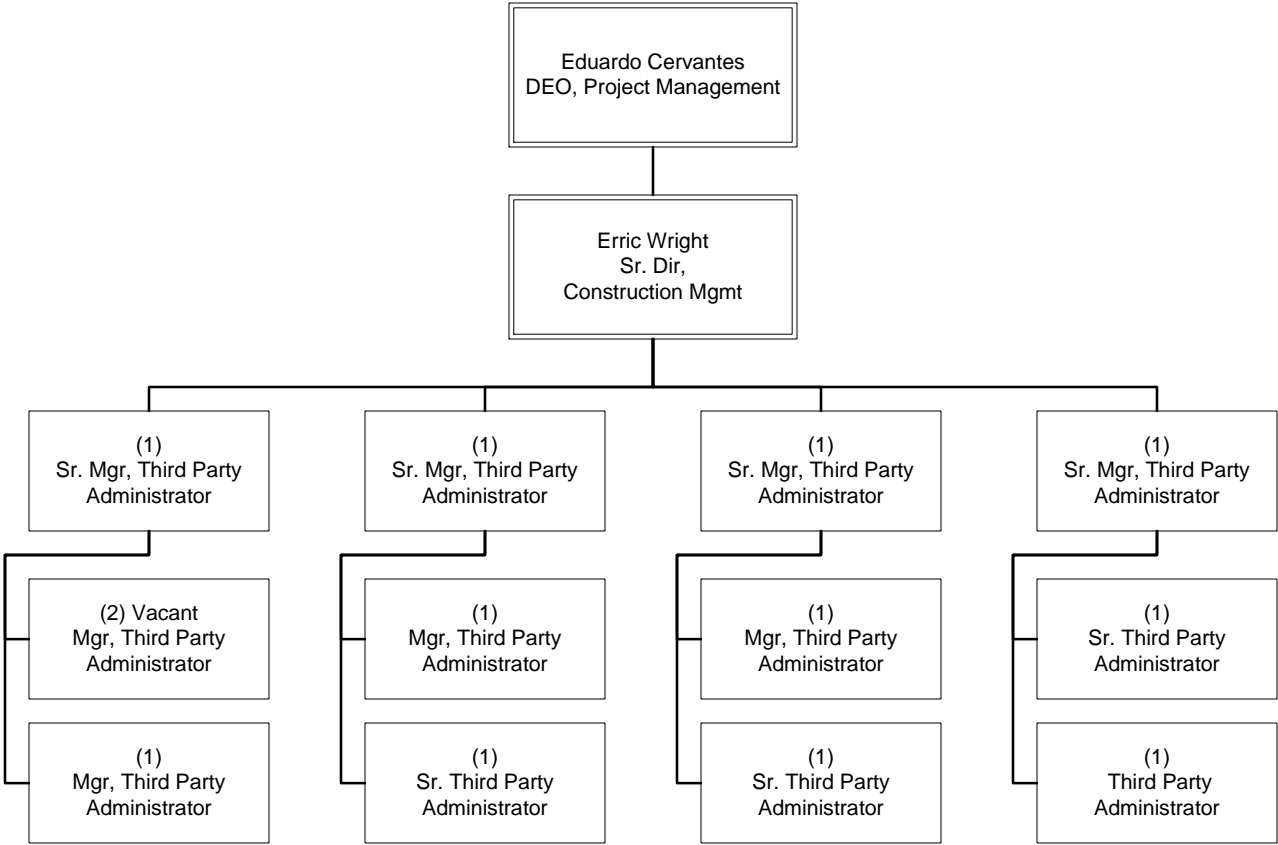 Eduardo Cervantes
DEO, Project Management
Erric Wright
Sr. Dir,
Construction Mgmt
(1)
Sr. Mgr, Third Party
Administrator
(1)
Sr. Mgr, Third Party
Administrator
(1)
Sr. Mgr, Third Party
Administrator
(1)
Sr. Mgr, Third Party
Administrator
(2) Vacant
Mgr, Third Party
Administrator
(1)
Mgr, Third Party
Administrator
(1)
Mgr, Third Party
Administrator
(1)
Sr. Third Party
Administrator
(1)
Mgr, Third Party
Administrator
(1)
Sr. Third Party
Administrator
(1)
Sr. Third Party
Administrator
(1)
Third Party
Administrator